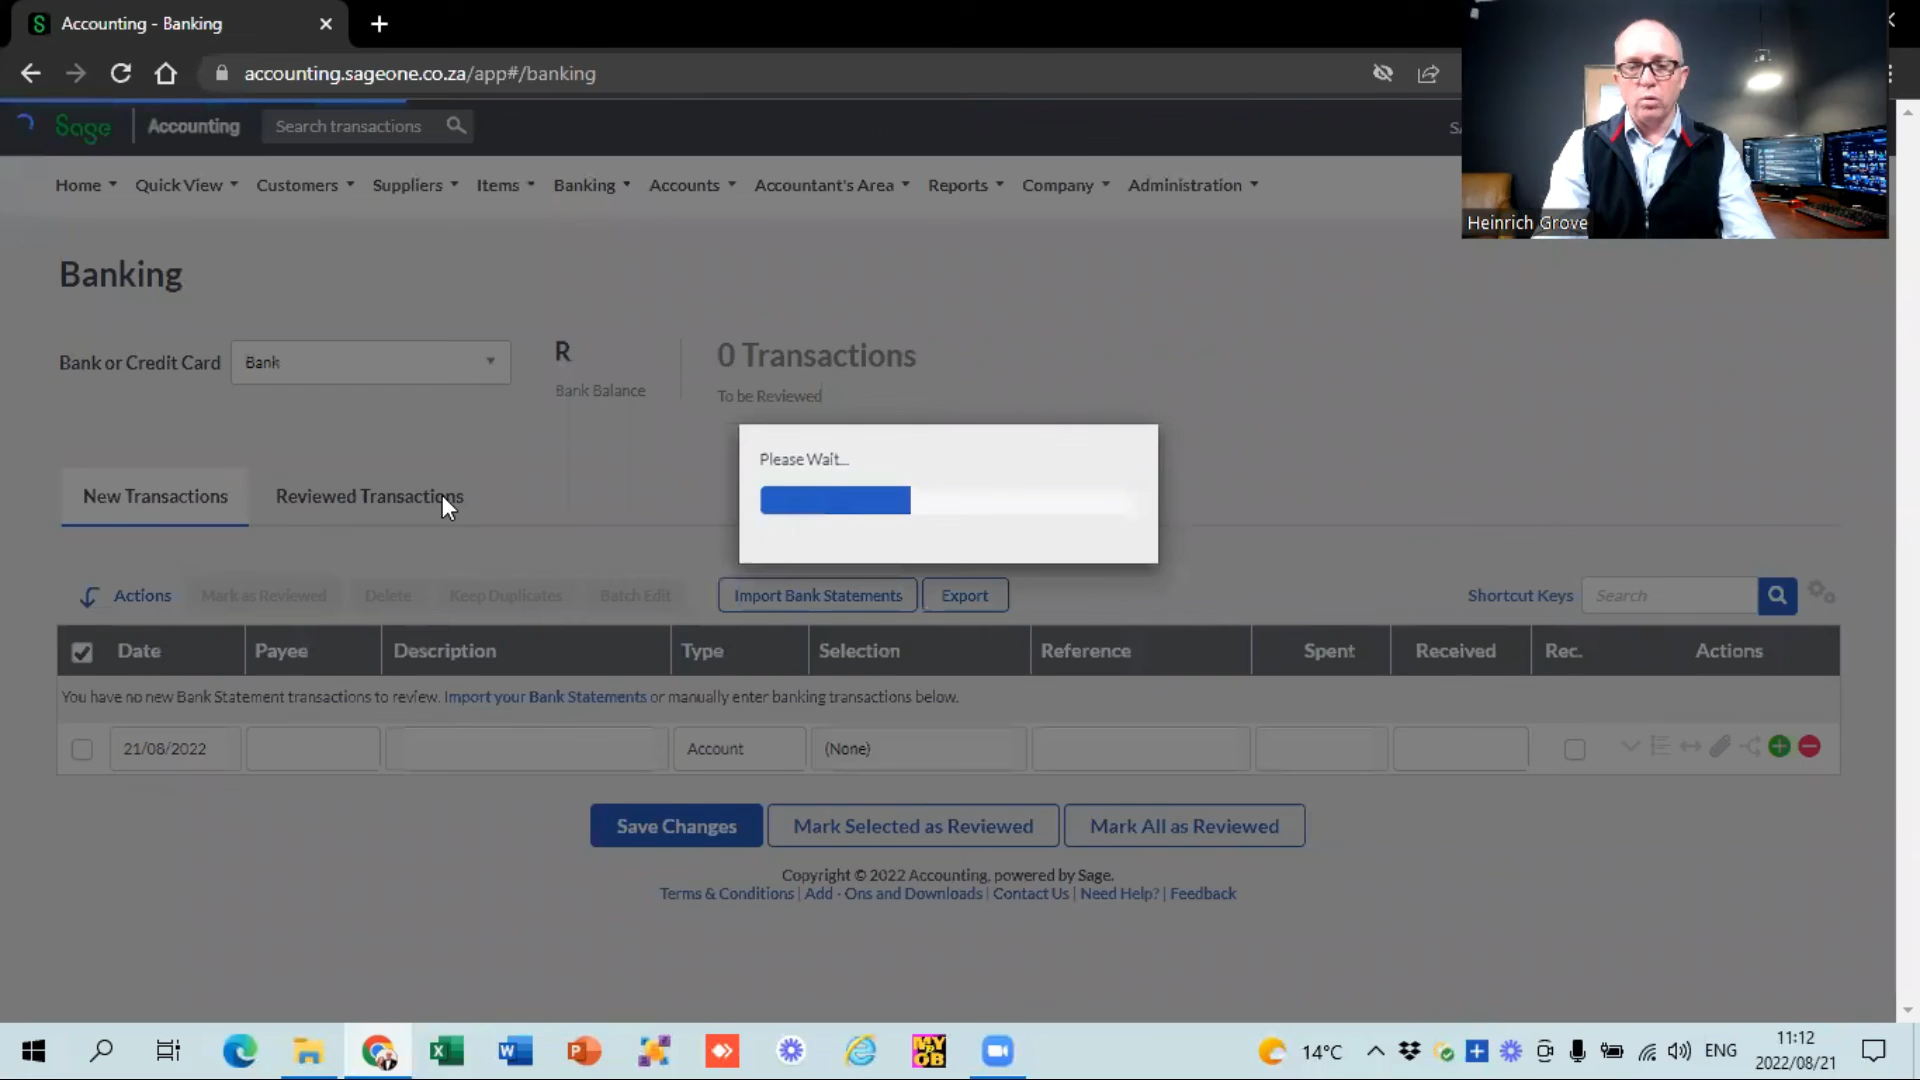 Accounting - Banking
accounting.sageone.co.za/app#/banking
Sage Accounting Search transactions
Home Quick View Customers Suppliers Items Banking Accounts Accountant's Area Reports Company Administration
Heinrich Grove
Banking
Bank or Credit Card Bank
R
Bank Balance
0 Transactions
To be Reviewed
Please Wait...
New Transactions Reviewed Transactions
Actions Mark as Reviewed Delete Keep Duplicates Batch Edit Import Bank Statements Export Shortcut Keys Search
Date Payee Description Type Selection Reference Spent Received Rec. Actions
You have no new Bank Statement transactions to review. Import your Bank Statements or manually enter banking transactions below.
21/08/2022 Account (None)
Save Changes Mark Selected as Reviewed Mark All as Reviewed
Copyright © 2022 Accounting, powered by Sage.
Terms & Conditions | Add - Ons and Downloads | Contact Us | Need Help? | Feedback
MY OB
14°C
ENG
11:12
2022/08/21